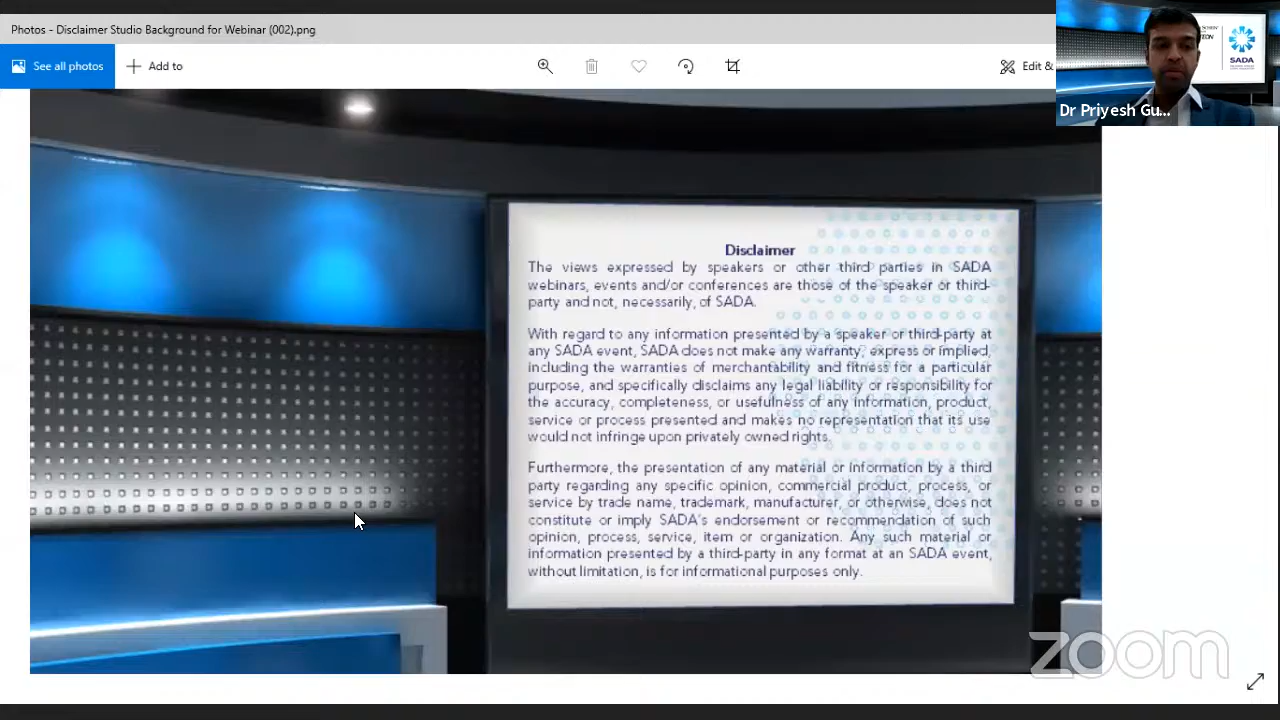 Photos - Disclaimer Studio Background for Webinar (002).png
See all photos
Add to
Edit &
SADA
Dr Priyesh Gu...
Disclaimer
The views expressed by speakers or other third parties in SADA
webinars, events and/or conferences are those of the speaker or third-
party and not, necessarily, of SADA.
With regard to any information presented by a speaker or third-party at
any SADA event, SADA does not make any warranty, express or implied,
including the warranties of merchantability and fitness for a particular
purpose, and specifically disclaims any legal liability or responsibility for
the accuracy, completeness, or usefulness of any information, product,
service or process presented and makes no representation that its use
would not infringe upon privately owned rights.
Furthermore, the presentation of any material or information by a third
party regarding any specific opinion, commercial product, process, or
service by trade name, trademark, manufacturer, or otherwise, does not
constitute or imply SADA's endorsement or recommendation of such
opinion, process, service, item or organization. Any such material or
information presented by a third-party in any format at an SADA event,
without limitation, is for informational purposes only.
zoom